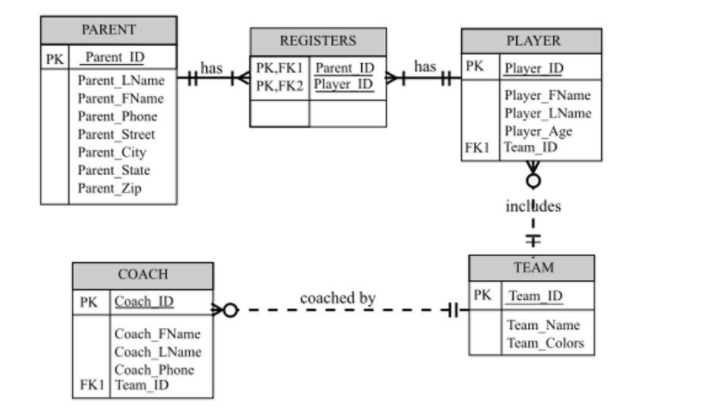 PARENT
PK Parent_ID
Parent_LName
Parent_FName
Parent_Phone
Parent_Street
Parent_City
Parent_State
Parent_Zip
has
REGISTERS
PK,FK1 Parent_ID
PK,FK2 Player_ID
has
PLAYER
PK Player_ID
Player_FName
Player_LName
Player_Age
FK1 Team_ID
includes
TEAM
PK Team_ID
Team_Name
Team_Colors
coached by
COACH
PK Coach_ID
Coach_FName
Coach_LName
Coach_Phone
FK1 Team_ID